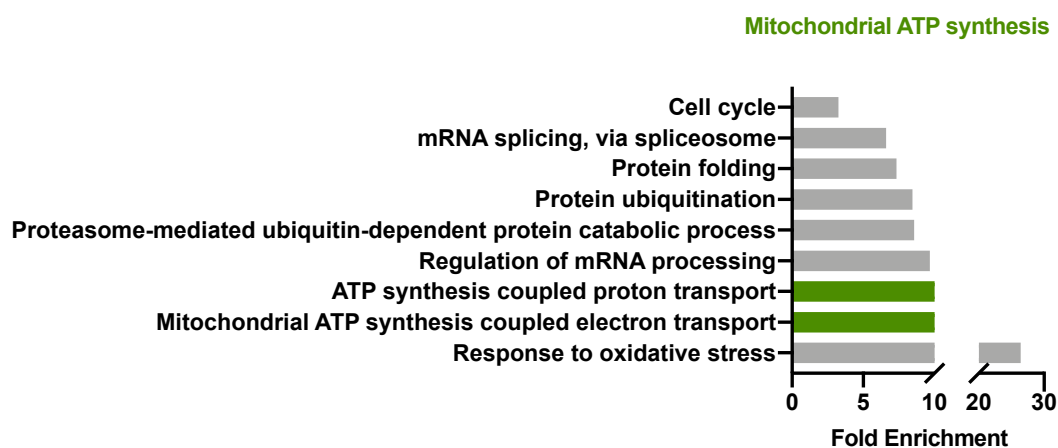 Mitochondrial ATP synthesis
Cell cycle
mRNA splicing, via spliceosome
Protein folding
Protein ubiquitination
Proteasome-mediated ubiquitin-dependent protein catabolic process
Regulation of mRNA processing
ATP synthesis coupled proton transport
Mitochondrial ATP synthesis coupled electron transport
Response to oxidative stress
0 5 10 20 30
Fold Enrichment